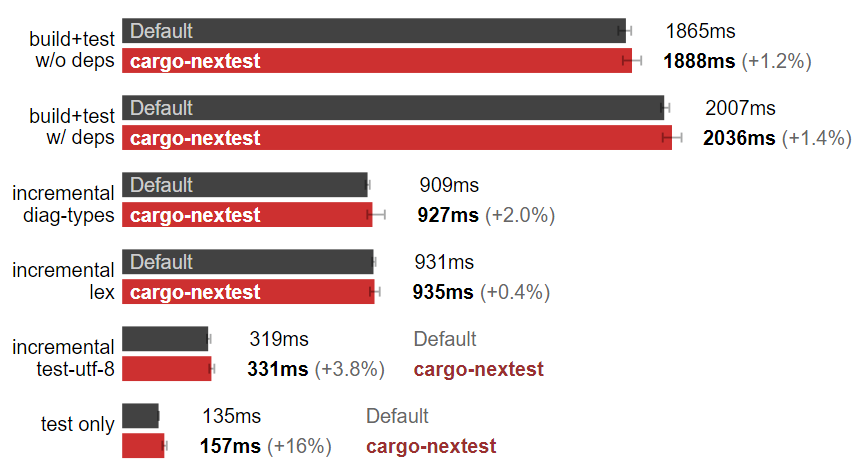 build+test
w/o deps
Default
1865ms
cargo-nextest
1888ms (+1.2%)
build+test
w/ deps
Default
2007ms
cargo-nextest
2036ms (+1.4%)
incremental
diag-types
Default
909ms
cargo-nextest
927ms (+2.0%)
incremental
lex
Default
931ms
cargo-nextest
935ms (+0.4%)
incremental
test-utf-8
319ms
Default
331ms (+3.8%)
cargo-nextest
test only
135ms
Default
157ms (+16%)
cargo-nextest